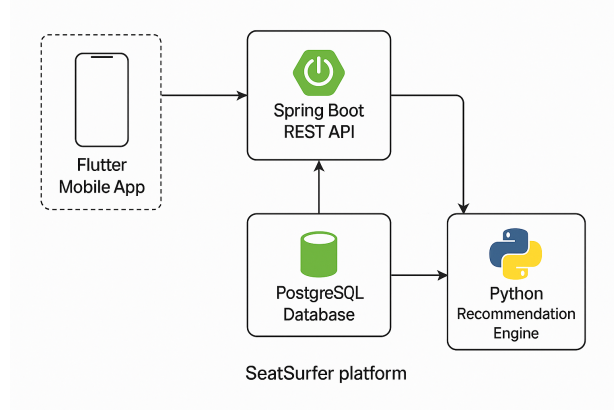 Flutter
Mobile App
Spring Boot
REST API
PostgreSQL
Database
Python
Recommendation
Engine
SeatSurfer platform